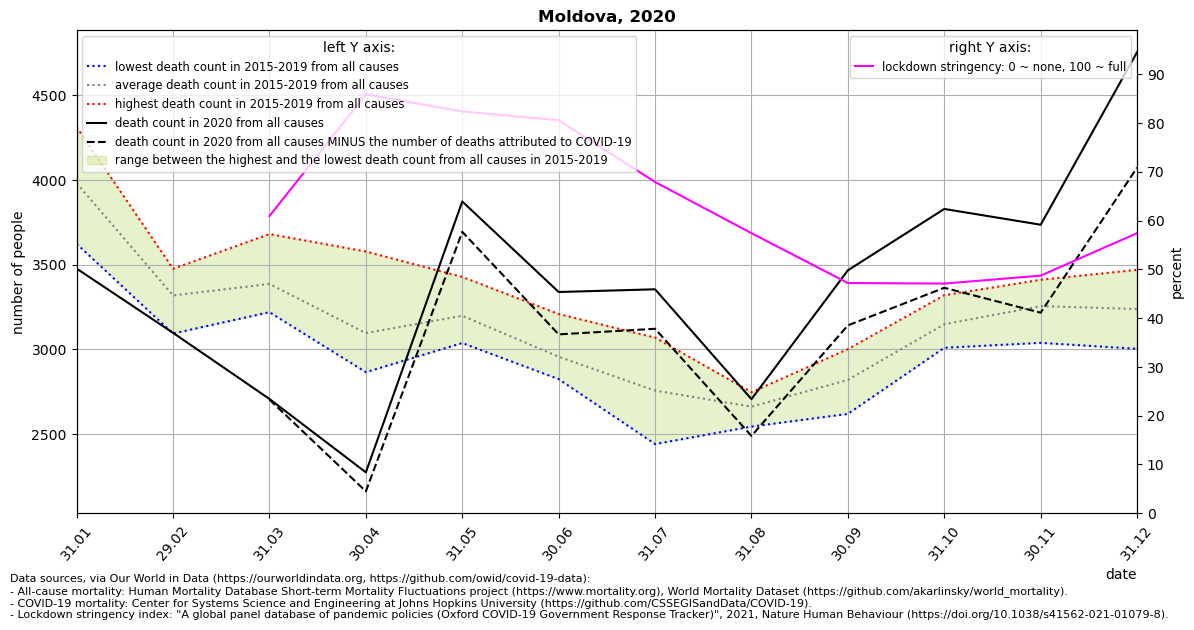 Moldova, 2020
left Y axis:
lowest death count in 2015-2019 from all causes
average death count in 2015-2019 from all causes
highest death count in 2015-2019 from all causes
death count in 2020 from all causes
death count in 2020 from all causes MINUS the number of deaths attributed to COVID-19
range between the highest and the lowest death count from all causes in 2015-2019
right Y axis:
lockdown stringency: 0 ~ none, 100 ~ full
number of people
4500
4000
3500
3000
2500
percent
90
80
70
60
50
40
30
20
10
0
31.01
29.02
31.03
30.04
31.05
30.06
31.07
31.08
30.09
31.10
30.11
31.12
date
Data sources, via Our World in Data (https://ourworldindata.org, https://github.com/owid/covid-19-data):
- All-cause mortality: Human Mortality Database Short-term Mortality Fluctuations project (https://www.mortality.org), World Mortality Dataset (https://github.com/akarlinsky/world_mortality).
- COVID-19 mortality: Center for Systems Science and Engineering at Johns Hopkins University (https://github.com/CSSEGISandData/COVID-19).
- Lockdown stringency index: "A global panel database of pandemic policies (Oxford COVID-19 Government Response Tracker)", 2021, Nature Human Behaviour (https://doi.org/10.1038/s41562-021-01079-8).